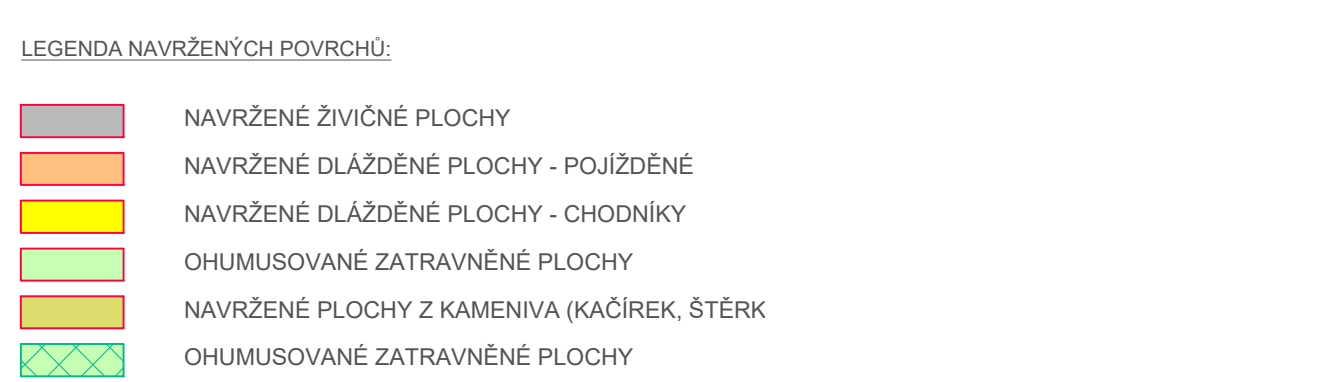 LEGENDA NAVRŽENÝCH POVRCHŮ:
NAVRŽENÉ ŽIVIČNÉ PLOCHY
NAVRŽENÉ DLÁŽDĚNÉ PLOCHY - POJÍŽDĚNÉ
NAVRŽENÉ DLÁŽDĚNÉ PLOCHY - CHODNÍKY
OHUMUSOVANÉ ZATRAVNĚNÉ PLOCHY
NAVRŽENÉ PLOCHY Z KAMENIVA (KAČÍREK, ŠTĚRK
OHUMUSOVANÉ ZATRAVNĚNÉ PLOCHY